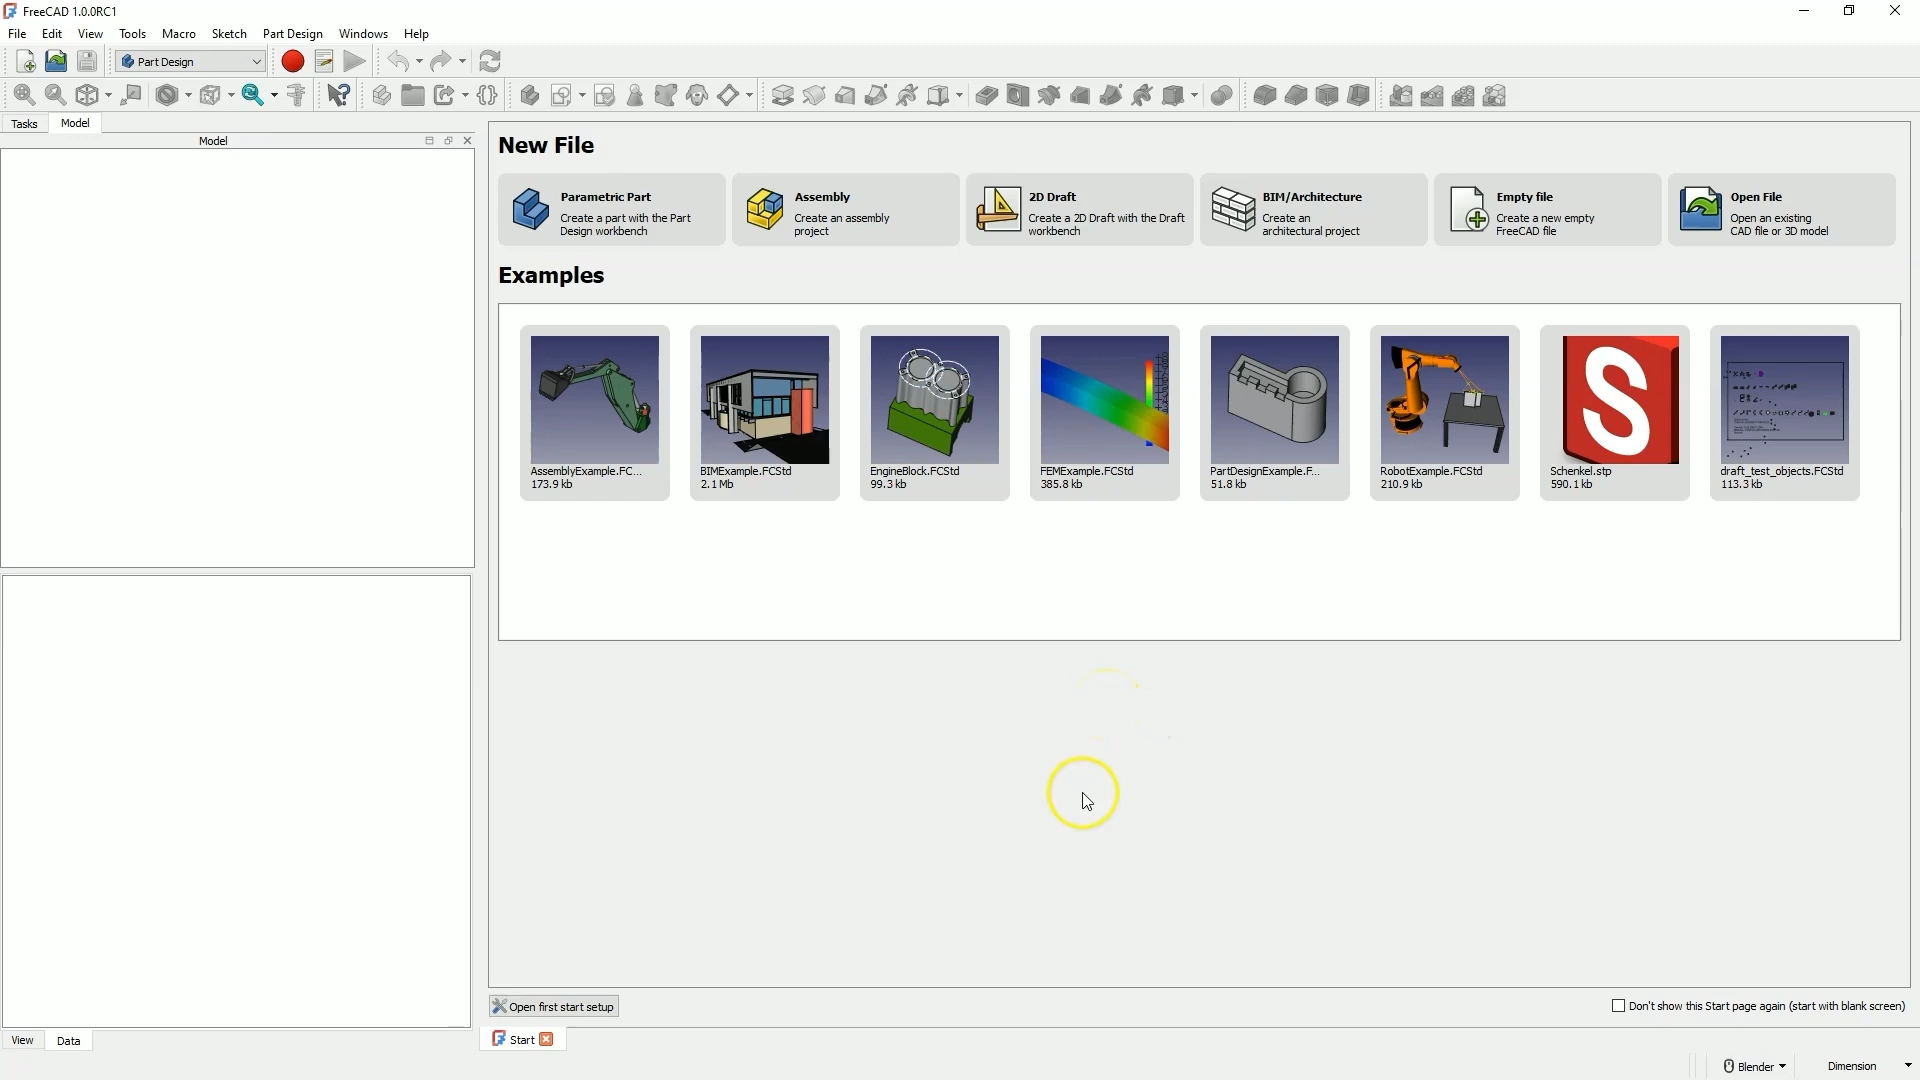 FreeCAD 1.0.0RC1
File Edit View Tools Macro Sketch Part Design Windows Help
Part Design
Tasks Model
Model
New File
Parametric Part
Create a part with the Part
Design workbench
Assembly
Create an assembly
project
2D Draft
Create a 2D Draft with the Draft
workbench
BIM/Architecture
Create an
architectural project
Empty file
Create a new empty
FreeCAD file
Open File
Open an existing
CAD file or 3D model
Examples
AssemblyExample.FC...
173.9 kb
BIMExample.FCStd
2.1 Mb
EngineBlock.FCStd
99.3 kb
FEMExample.FCStd
385.8 kb
PartDesignExample.F...
51.8 kb
RobotExample.FCStd
210.9 kb
S
Schenkel.stp
590.1 kb
draft_test_objects.FCStd
113.3 kb
Open first start setup
Don't show this Start page again (start with blank screen)
View Data
Start
Blender
Dimension